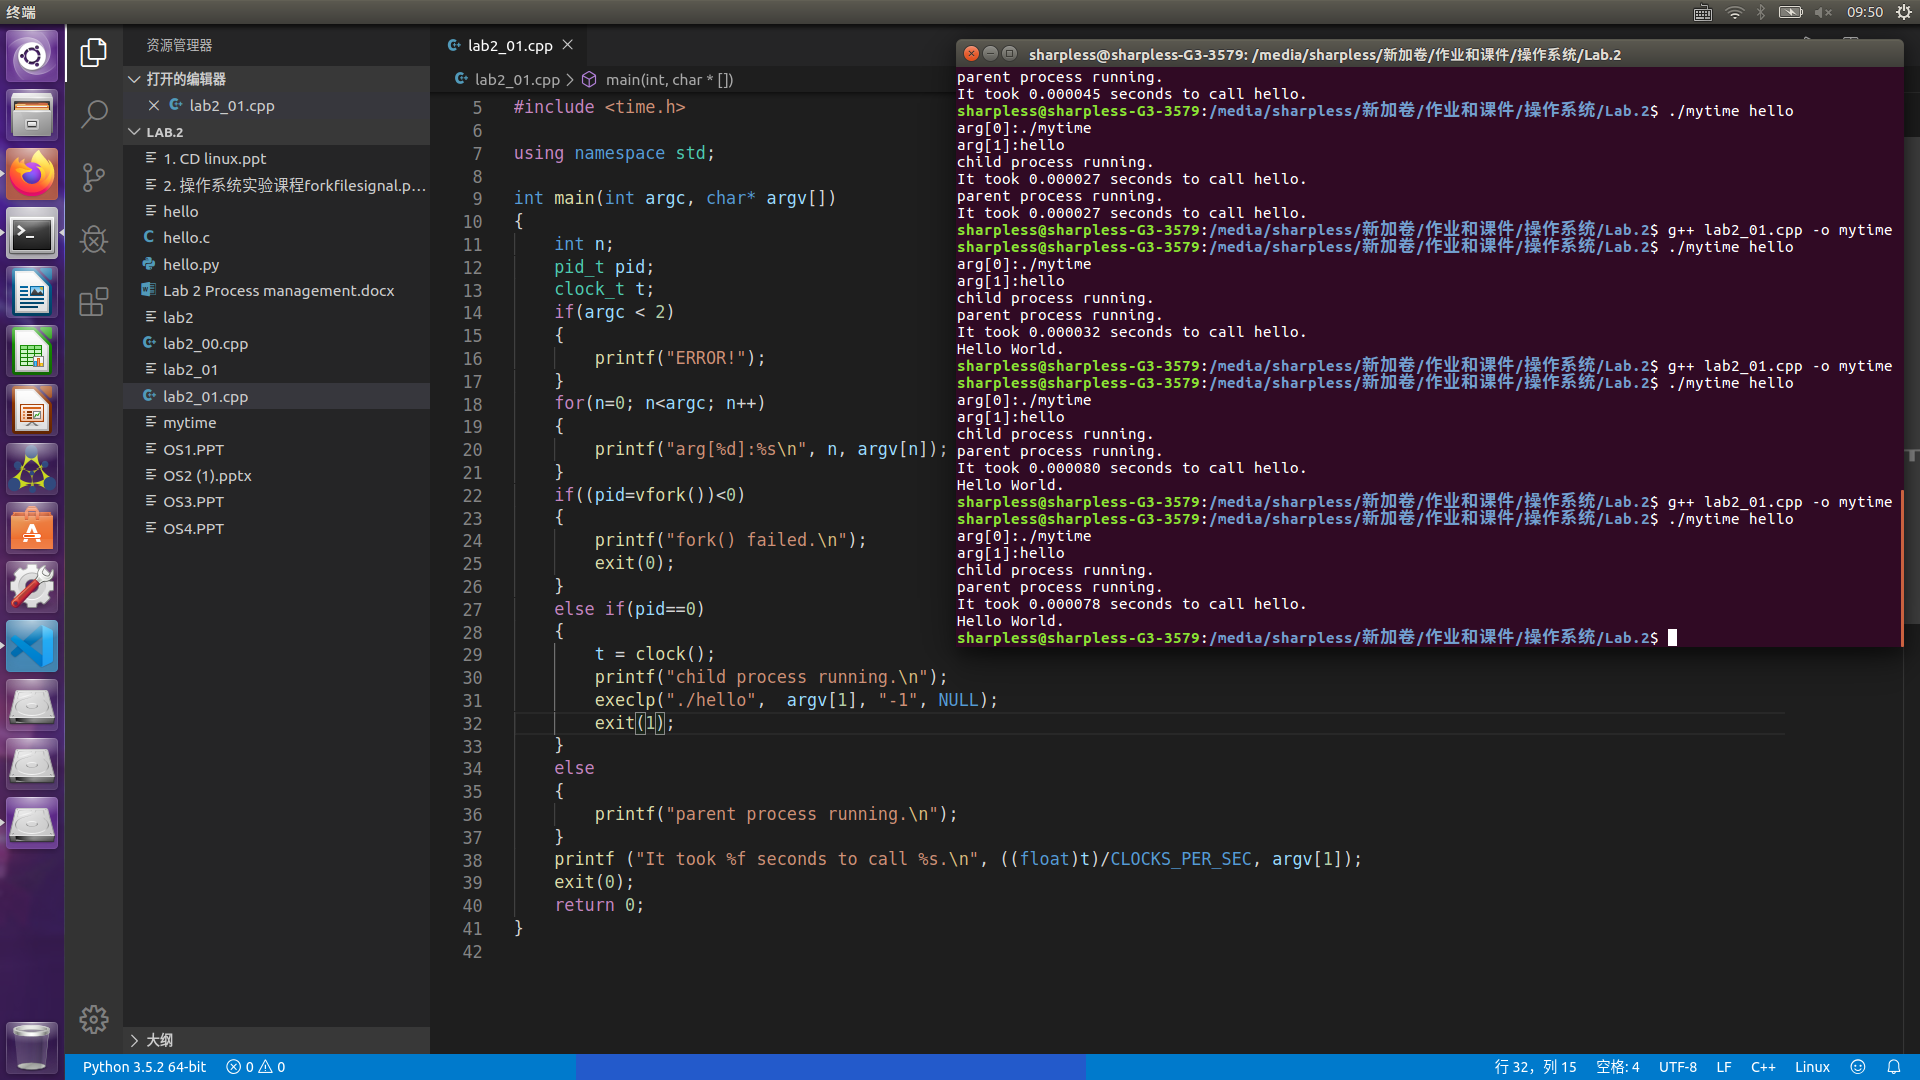 终端
09:50
资源管理器
打开的编辑器
lab2_01.cpp
LAB.2
1. CD linux.ppt
2. 操作系统实验课程forkfilesignal.p...
hello
hello.c
hello.py
Lab 2 Process management.docx
lab2
lab2_00.cpp
lab2_01
lab2_01.cpp
mytime
OS1.PPT
OS2 (1).pptx
OS3.PPT
OS4.PPT
大纲
lab2_01.cpp
lab2_01.cpp > main(int, char * [])
5 #include <time.h>
6
7 using namespace std;
8
9 int main(int argc, char* argv[])
10 {
11 int n;
12 pid_t pid;
13 clock_t t;
14 if(argc < 2)
15 {
16 printf("ERROR!");
17 }
18 for(n=0; n<argc; n++)
19 {
20 printf("arg[%d]:%s\n", n, argv[n]);
21 }
22 if((pid=vfork())<0)
23 {
24 printf("fork() failed.\n");
25 exit(0);
26 }
27 else if(pid==0)
28 {
29 t = clock();
30 printf("child process running.\n");
31 execlp("./hello",  argv[1], "-1", NULL);
32 exit(1);
33 }
34 else
35 {
36 printf("parent process running.\n");
37 }
38 printf ("It took %f seconds to call %s.\n", ((float)t)/CLOCKS_PER_SEC, argv[1]);
39 exit(0);
40 return 0;
41 }
42
sharpless@sharpless-G3-3579: /media/sharpless/新加卷/作业和课件/操作系统/Lab.2
parent process running.
It took 0.000045 seconds to call hello.
sharpless@sharpless-G3-3579:/media/sharpless/新加卷/作业和课件/操作系统/Lab.2$ ./mytime hello
arg[0]:./mytime
arg[1]:hello
child process running.
It took 0.000027 seconds to call hello.
parent process running.
It took 0.000027 seconds to call hello.
sharpless@sharpless-G3-3579:/media/sharpless/新加卷/作业和课件/操作系统/Lab.2$ g++ lab2_01.cpp -o mytime
sharpless@sharpless-G3-3579:/media/sharpless/新加卷/作业和课件/操作系统/Lab.2$ ./mytime hello
arg[0]:./mytime
arg[1]:hello
child process running.
parent process running.
It took 0.000032 seconds to call hello.
Hello World.
sharpless@sharpless-G3-3579:/media/sharpless/新加卷/作业和课件/操作系统/Lab.2$ g++ lab2_01.cpp -o mytime
sharpless@sharpless-G3-3579:/media/sharpless/新加卷/作业和课件/操作系统/Lab.2$ ./mytime hello
arg[0]:./mytime
arg[1]:hello
child process running.
parent process running.
It took 0.000080 seconds to call hello.
Hello World.
sharpless@sharpless-G3-3579:/media/sharpless/新加卷/作业和课件/操作系统/Lab.2$ g++ lab2_01.cpp -o mytime
sharpless@sharpless-G3-3579:/media/sharpless/新加卷/作业和课件/操作系统/Lab.2$ ./mytime hello
arg[0]:./mytime
arg[1]:hello
child process running.
parent process running.
It took 0.000078 seconds to call hello.
Hello World.
sharpless@sharpless-G3-3579:/media/sharpless/新加卷/作业和课件/操作系统/Lab.2$
Python 3.5.2 64-bit 0 0 行 32，列 15 空格: 4 UTF-8 LF C++ Linux